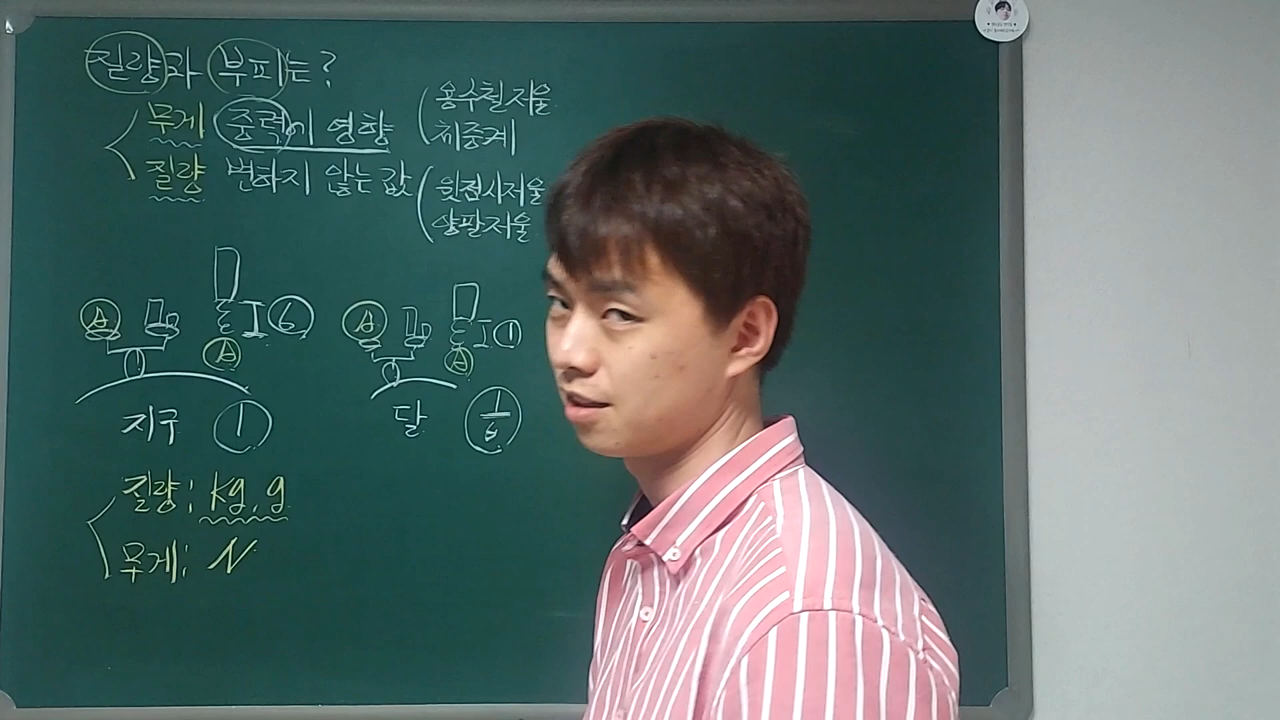 질량과 부피는?
무게 중력의 영향
용수철저울
체중계
질량 변하지 않는 값
윗접시저울
양팔저울
A
6
A
A
1
A
지구 1
달 1/6
질량: kg, g
무게: N